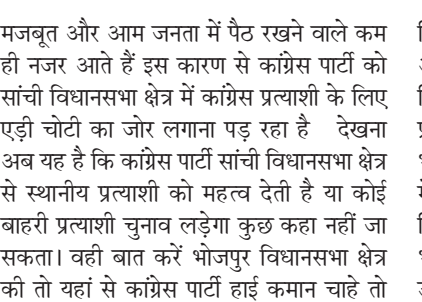 मजबूत और आम जनता में पैठ रखने वाले कम
ही नजर आते हैं इस कारण से कांग्रेस पार्टी को
सांची विधानसभा क्षेत्र में कांग्रेस प्रत्याशी के लिए
एड़ी चोटी का जोर लगाना पड़ रहा है देखना
अब यह है कि कांग्रेस पार्टी सांची विधानसभा क्षेत्र
से स्थानीय प्रत्याशी को महत्व देती है या कोई
बाहरी प्रत्याशी चुनाव लड़ेगा कुछ कहा नहीं जा
सकता। वही बात करें भोजपुर विधानसभा क्षेत्र
की तो यहां से कांग्रेस पार्टी हाई कमान चाहे तो